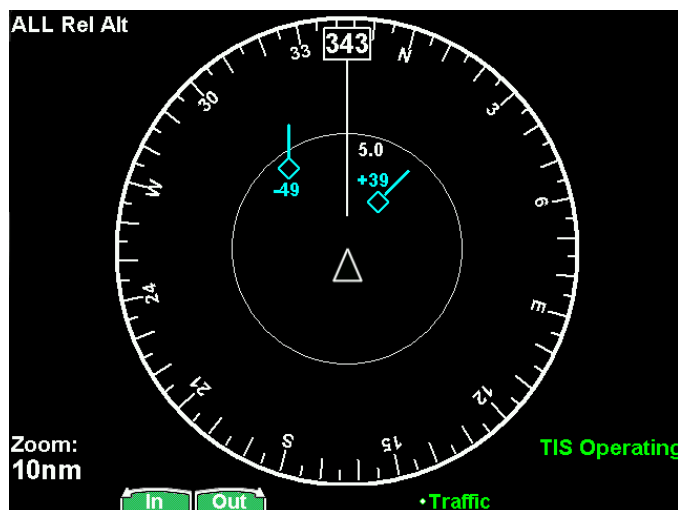 ALL Rel Alt
343
33
N
30
3
5.0
+39
-49
W
6
24
E
21
12
S
15
Zoom:
10nm
TIS Operating
In Out
Traffic